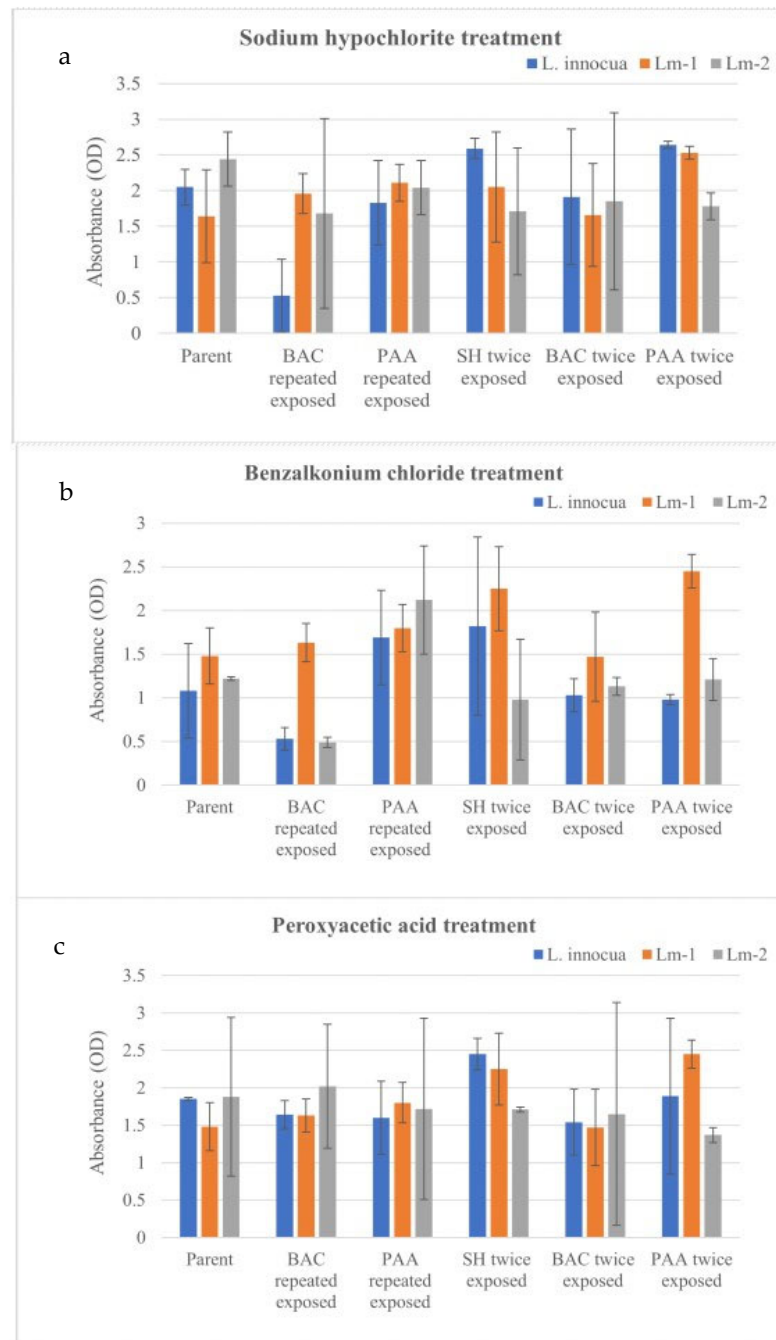 a
Sodium hypochlorite treatment
L. innocua Lm-1 Lm-2
Absorbance (OD)
3.5
3
2.5
2
1.5
1
0.5
0
Parent BAC repeated exposed PAA repeated exposed SH twice exposed BAC twice exposed PAA twice exposed
b
Benzalkonium chloride treatment
L. innocua Lm-1 Lm-2
Absorbance (OD)
3
2.5
2
1.5
1
0.5
0
Parent BAC repeated exposed PAA repeated exposed SH twice exposed BAC twice exposed PAA twice exposed
c
Peroxyacetic acid treatment
L. innocua Lm-1 Lm-2
Absorbance (OD)
3.5
3
2.5
2
1.5
1
0.5
0
Parent BAC repeated exposed PAA repeated exposed SH twice exposed BAC twice exposed PAA twice exposed